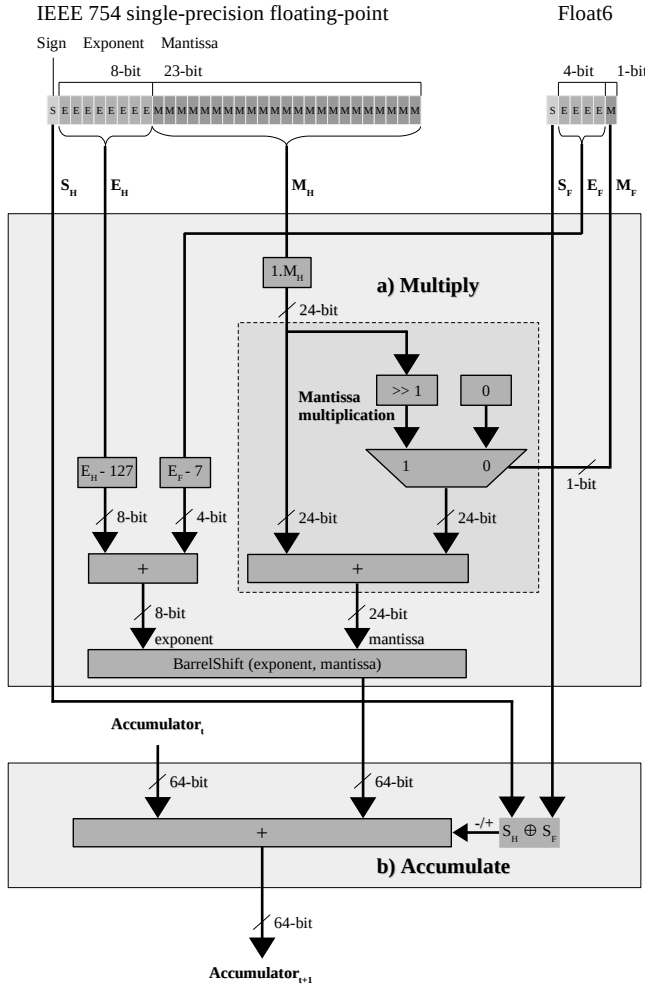 IEEE 754 single-precision floating-point Float6
Sign Exponent Mantissa
8-bit 23-bit 4-bit 1-bit
S E E E E E E E E M M M M M M M M M M M M M M M M M M M M M M M S E E E E M
S_H E_H M_H S_F E_F M_F
1.M_H
a) Multiply
24-bit
>> 1 0
Mantissa
multiplication
1 0
E_H - 127 E_F - 7
1-bit
8-bit 4-bit 24-bit 24-bit
+ +
8-bit 24-bit
exponent mantissa
BarrelShift (exponent, mantissa)
Accumulator_t
64-bit 64-bit
-/+
+ S_H ⊕ S_F
b) Accumulate
64-bit
Accumulator_t+1